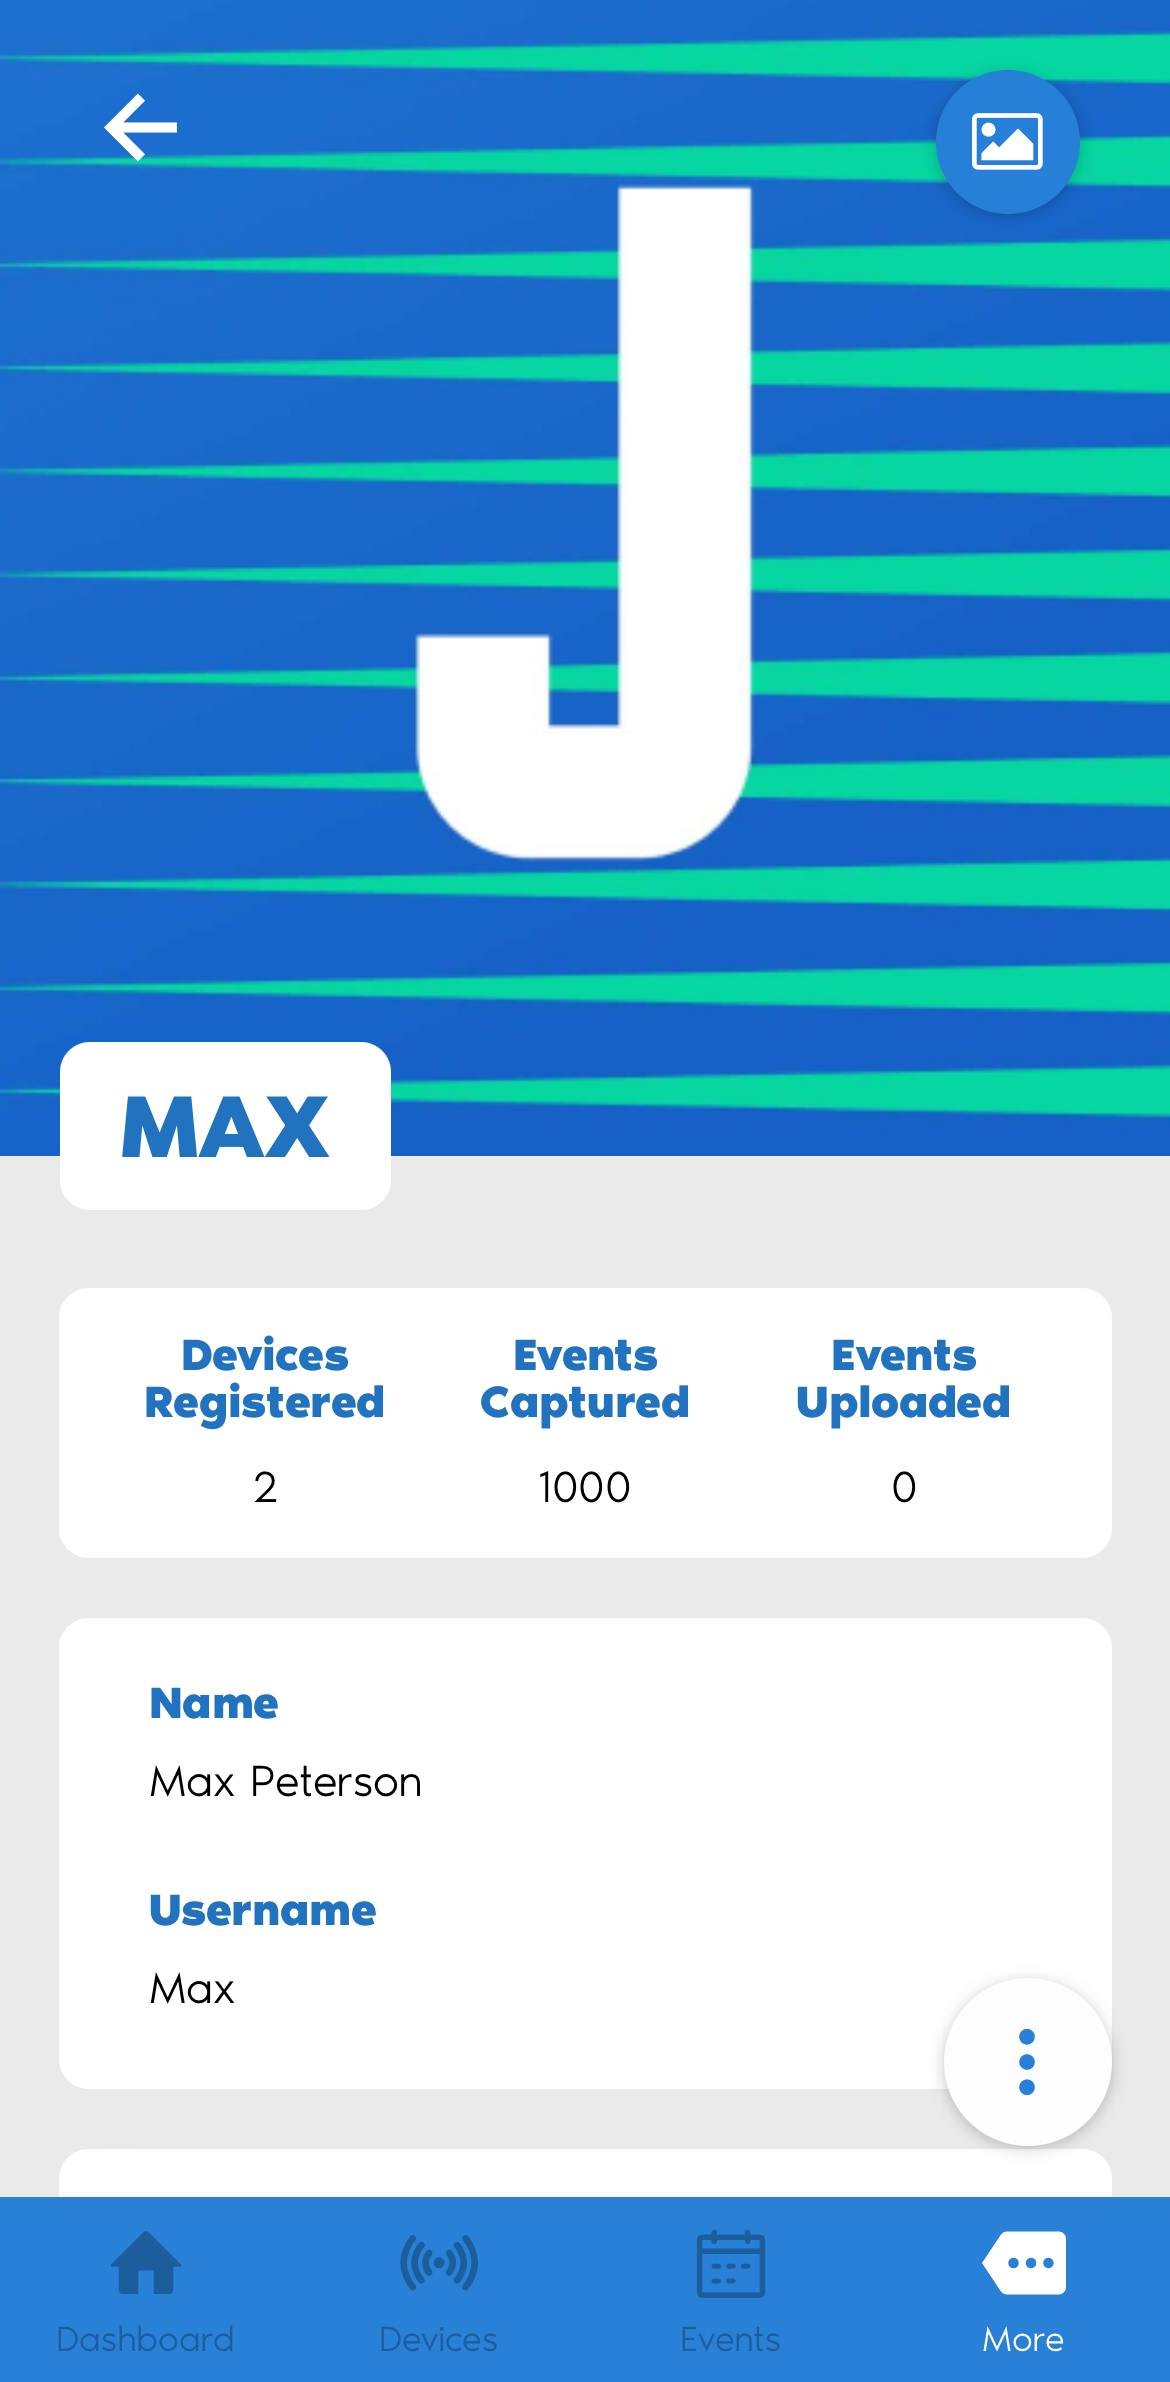 J
MAX
Devices Registered
2
Events Captured
1000
Events Uploaded
0
Name
Max Peterson
Username
Max
Dashboard
Devices
Events
More